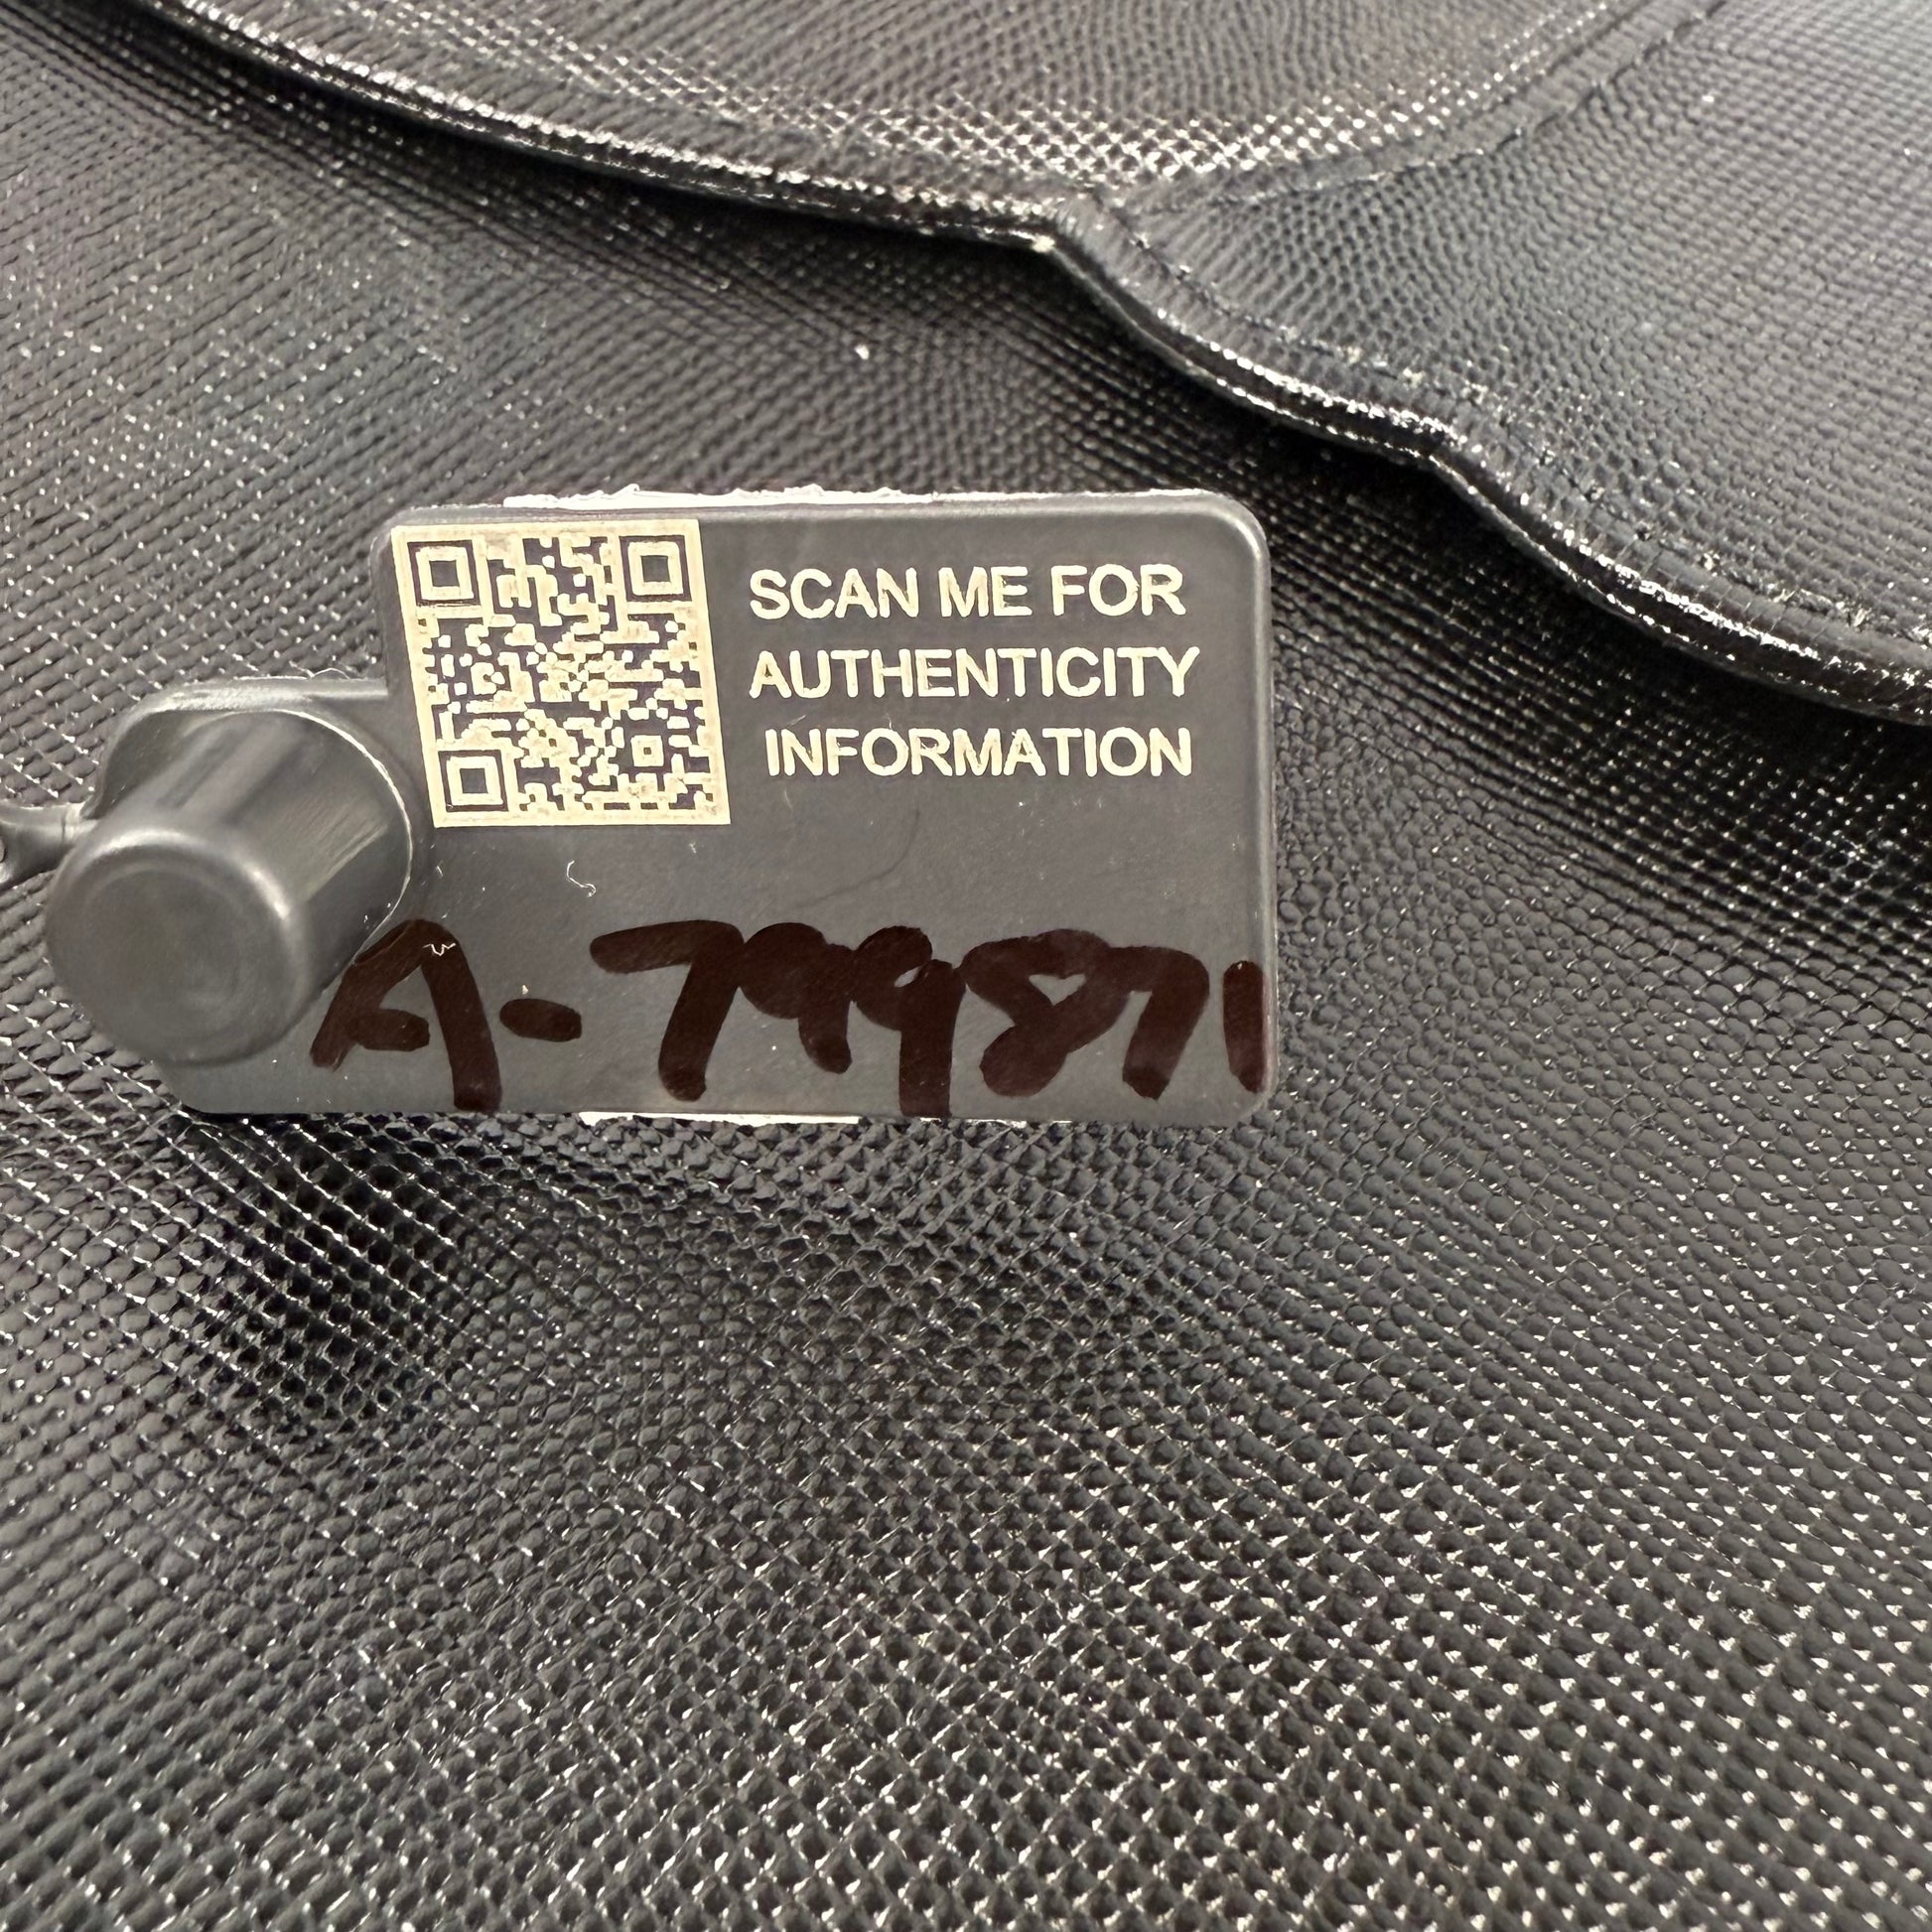 SCAN ME FOR
AUTHENTICITY
INFORMATION
A-799871